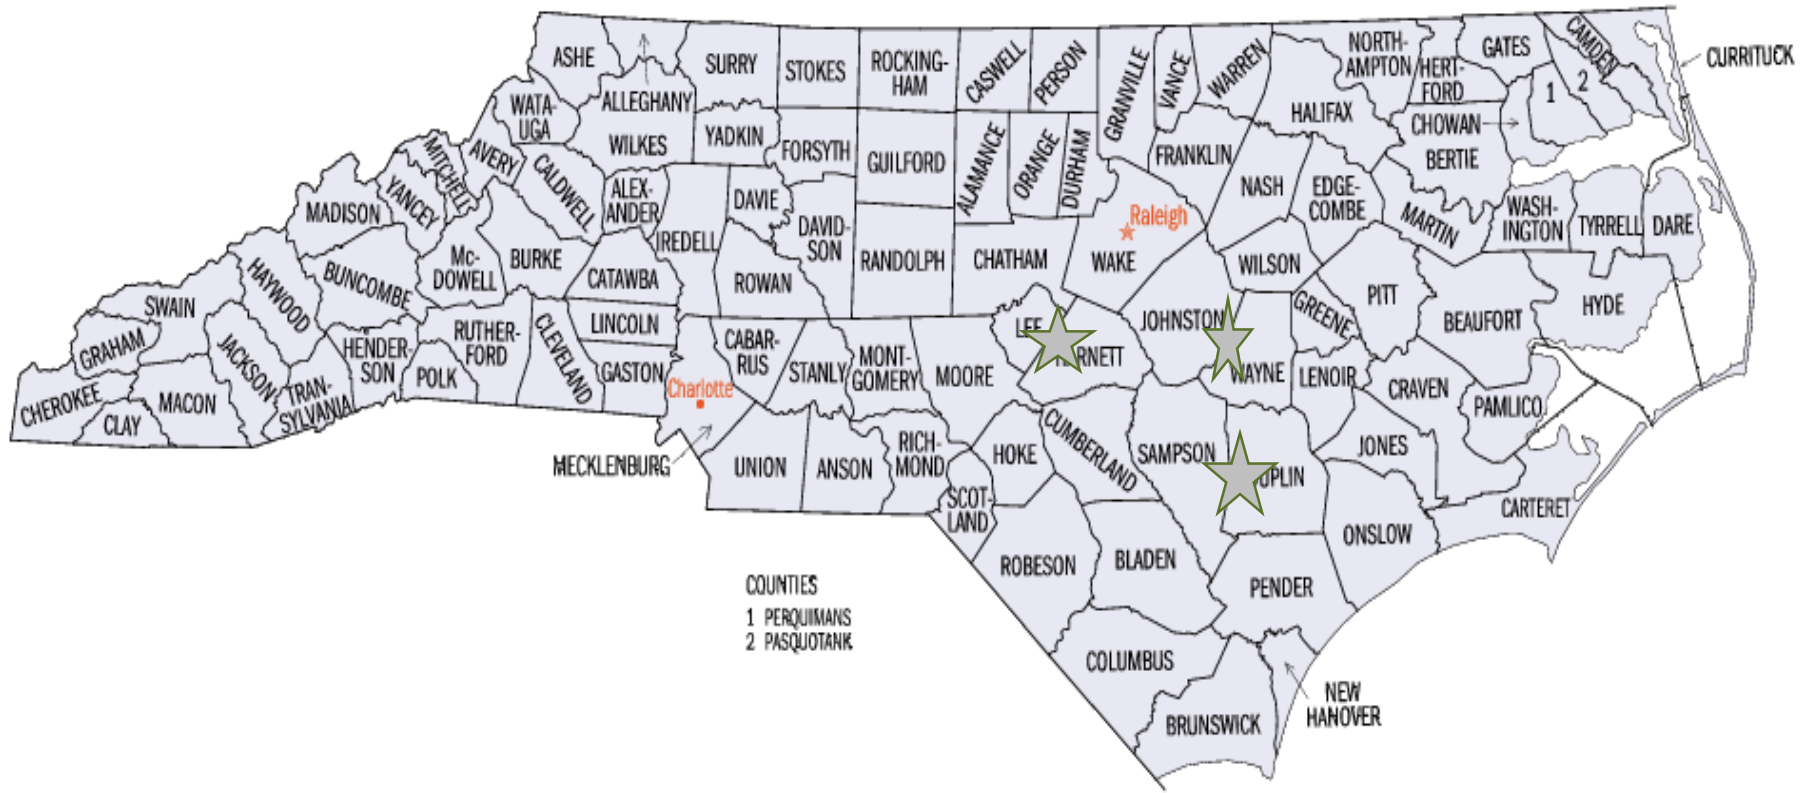 ASHE
SURRY
STOKES
ROCKING-
HAM
CASWELL
PERSON
GRANVILLE
VANCE
WARREN
NORTH-
AMPTON
HERT-
FORD
GATES
CAMDEN
CURRITUCK
1
2
WATA-
UGA
ALLEGHANY
WILKES
YADKIN
FORSYTH
GUILFORD
ALAMANCE
ORANGE
DURHAM
FRANKLIN
HALIFAX
CHOWAN
BERTIE
MITCHELL
AVERY
YANCEY
CALDWELL
ALEX-
ANDER
DAVIE
NASH
EDGE-
COMBE
MARTIN
WASH-
INGTON
TYRRELL
DARE
MADISON
IREDELL
DAVID-
SON
RANDOLPH
CHATHAM
Raleigh
WAKE
WILSON
PITT
BEAUFORT
HYDE
HAYWOOD
BUNCOMBE
Mc-
DOWELL
BURKE
CATAWBA
ROWAN
SWAIN
GRAHAM
JACKSON
HENDER-
SON
RUTHER-
FORD
CLEVELAND
LINCOLN
GASTON
CABAR-
RUS
STANLY
MONT-
GOMERY
MOORE
LEE
RNETT
JOHNSTON
GREENE
WAYNE
LENOIR
CRAVEN
PAMLICO
CHEROKEE
CLAY
MACON
TRAN-
SYLVANIA
POLK
Charlotte
MECKLENBURG
UNION
ANSON
RICH-
MOND
HOKE
CUMBERLAND
SAMPSON
UPLIN
JONES
CARTERET
SCOT-
LAND
ROBESON
BLADEN
ONSLOW
PENDER
COUNTIES
1 PERQUIMANS
2 PASQUOTANK
COLUMBUS
BRUNSWICK
NEW
HANOVER